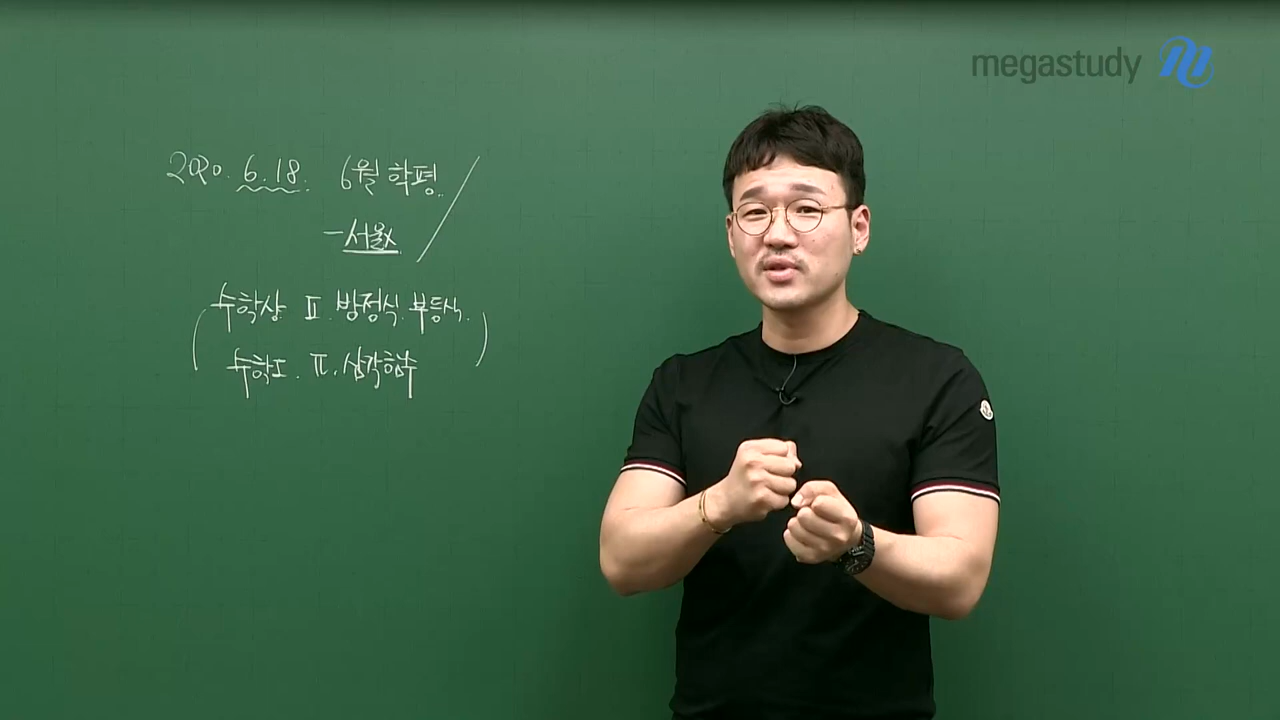 megastudy
2020. 6.18. 6월 학평.
-서울x
수학상. Ⅱ. 방정식. 부등식.
수학Ⅰ. Ⅱ. 삼각함수